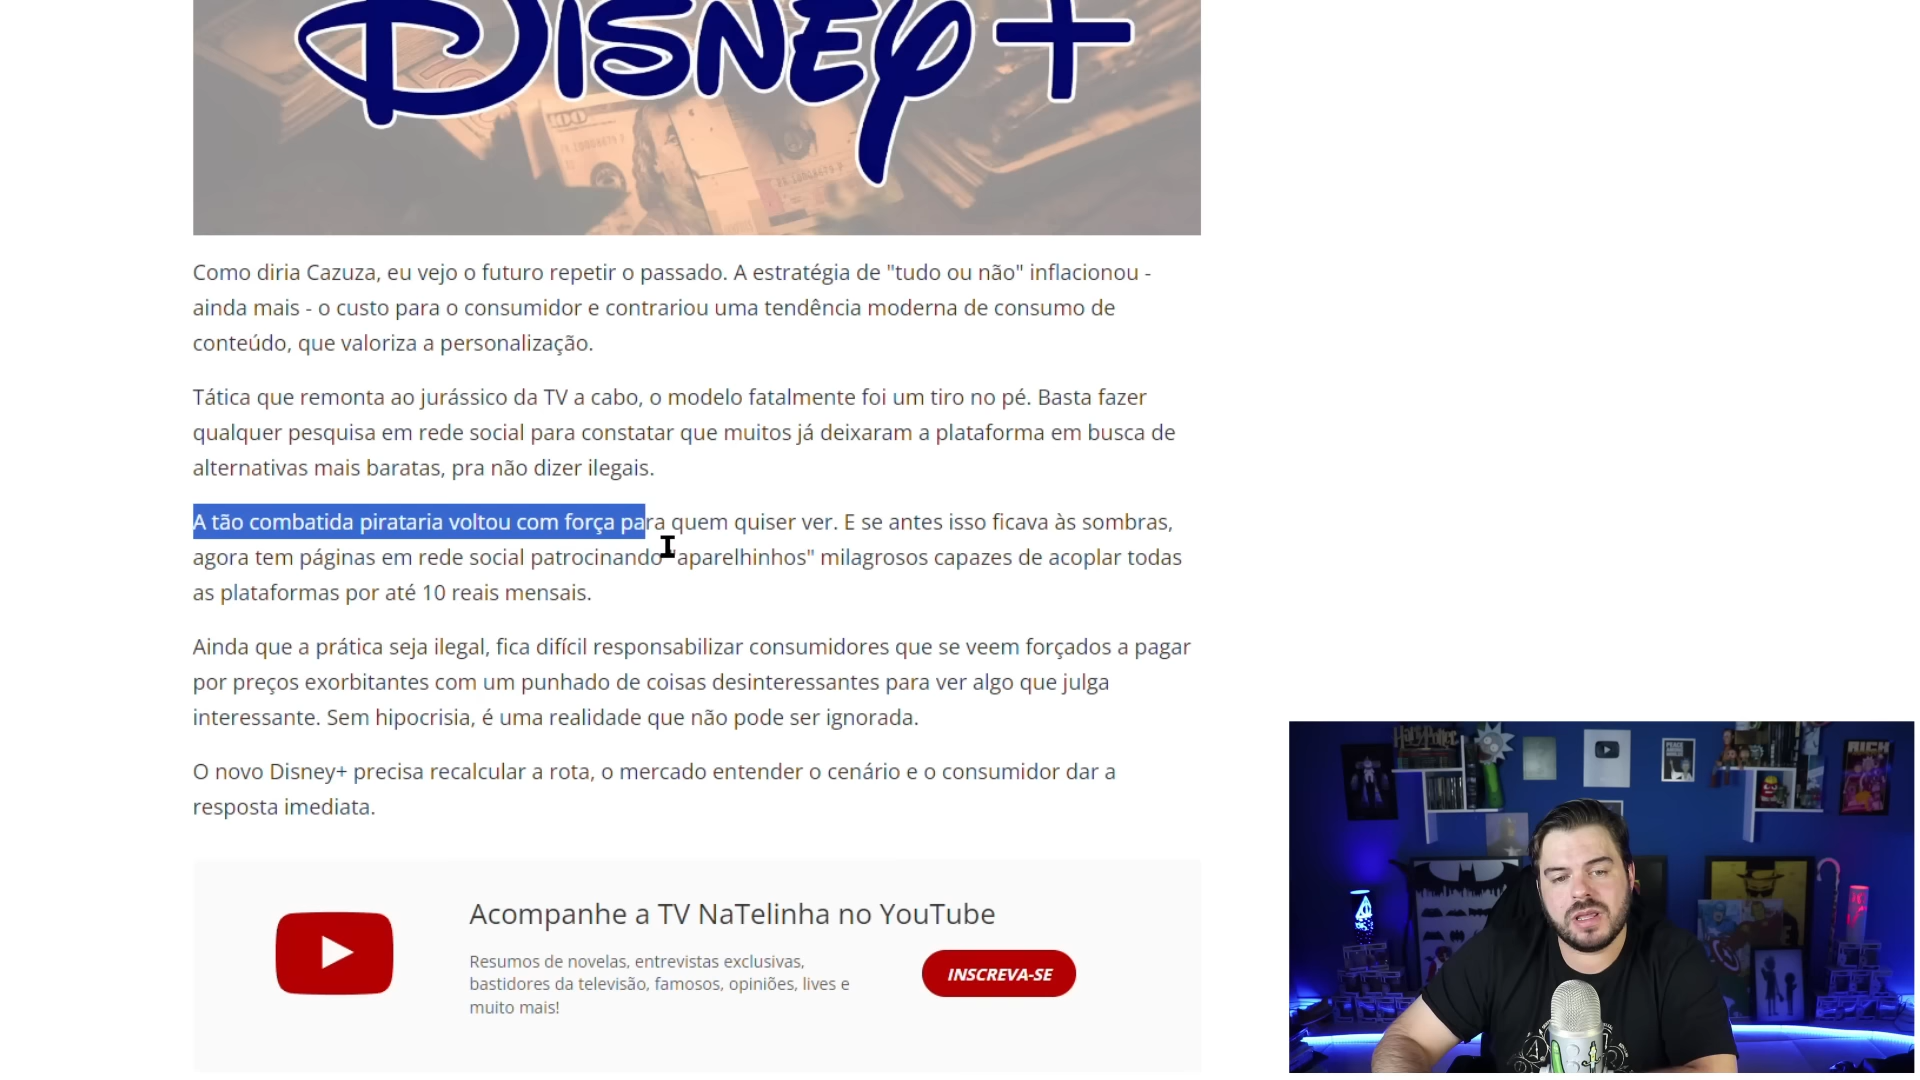 DISNEY+
Como diria Cazuza, eu vejo o futuro repetir o passado. A estratégia de "tudo ou não" inflacionou -
ainda mais - o custo para o consumidor e contrariou uma tendência moderna de consumo de
conteúdo, que valoriza a personalização.
Tática que remonta ao jurássico da TV a cabo, o modelo fatalmente foi um tiro no pé. Basta fazer
qualquer pesquisa em rede social para constatar que muitos já deixaram a plataforma em busca de
alternativas mais baratas, pra não dizer ilegais.
A tão combatida pirataria voltou com força para quem quiser ver. E se antes isso ficava às sombras,
agora tem páginas em rede social patrocinando "aparelhinhos" milagrosos capazes de acoplar todas
as plataformas por até 10 reais mensais.
Ainda que a prática seja ilegal, fica difícil responsabilizar consumidores que se veem forçados a pagar
por preços exorbitantes com um punhado de coisas desinteressantes para ver algo que julga
interessante. Sem hipocrisia, é uma realidade que não pode ser ignorada.
O novo Disney+ precisa recalcular a rota, o mercado entender o cenário e o consumidor dar a
resposta imediata.
Acompanhe a TV NaTelinha no YouTube
Resumos de novelas, entrevistas exclusivas,
bastidores da televisão, famosos, opiniões, lives e
muito mais!
INSCREVA-SE
Harry Potter
PEACE
AMONG
WORLDS
RICH